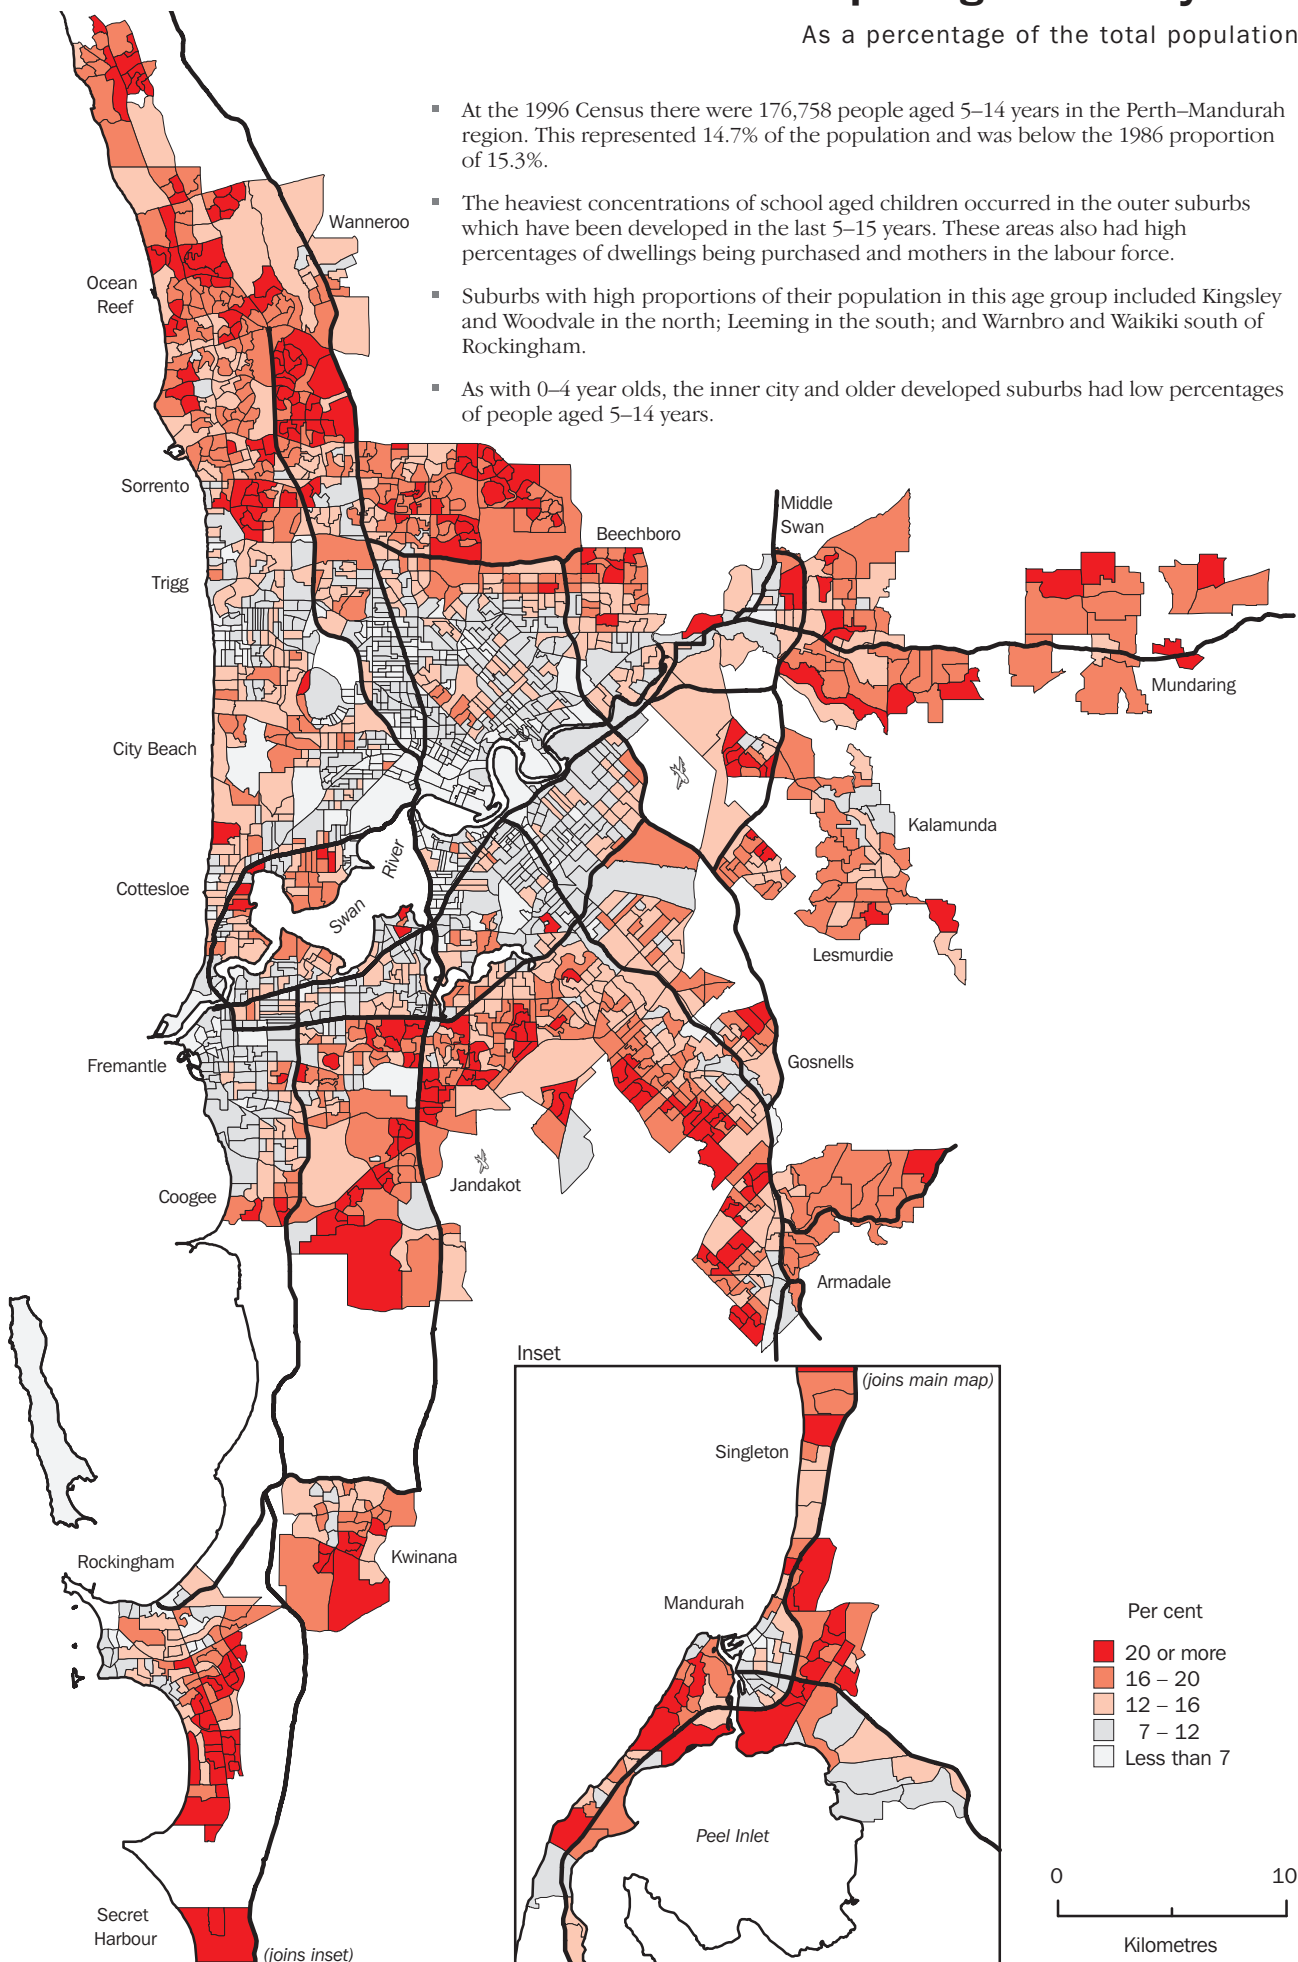 As a percentage of the total population
▪ At the 1996 Census there were 176,758 people aged 5–14 years in the Perth–Mandurah
region. This represented 14.7% of the population and was below the 1986 proportion
of 15.3%.
▪ The heaviest concentrations of school aged children occurred in the outer suburbs
which have been developed in the last 5–15 years. These areas also had high
percentages of dwellings being purchased and mothers in the labour force.
▪ Suburbs with high proportions of their population in this age group included Kingsley
and Woodvale in the north; Leeming in the south; and Warnbro and Waikiki south of
Rockingham.
▪ As with 0–4 year olds, the inner city and older developed suburbs had low percentages
of people aged 5–14 years.
Wanneroo
Ocean
Reef
Sorrento
Middle
Swan
Beechboro
Trigg
Mundaring
City Beach
Kalamunda
River
Cottesloe
Swan
Lesmurdie
Fremantle
Gosnells
Jandakot
Coogee
Armadale
Inset
(joins main map)
Singleton
Rockingham
Kwinana
Mandurah
Peel Inlet
Secret
Harbour
(joins inset)
Per cent
20 or more
16 – 20
12 – 16
7 – 12
Less than 7
0 10
Kilometres